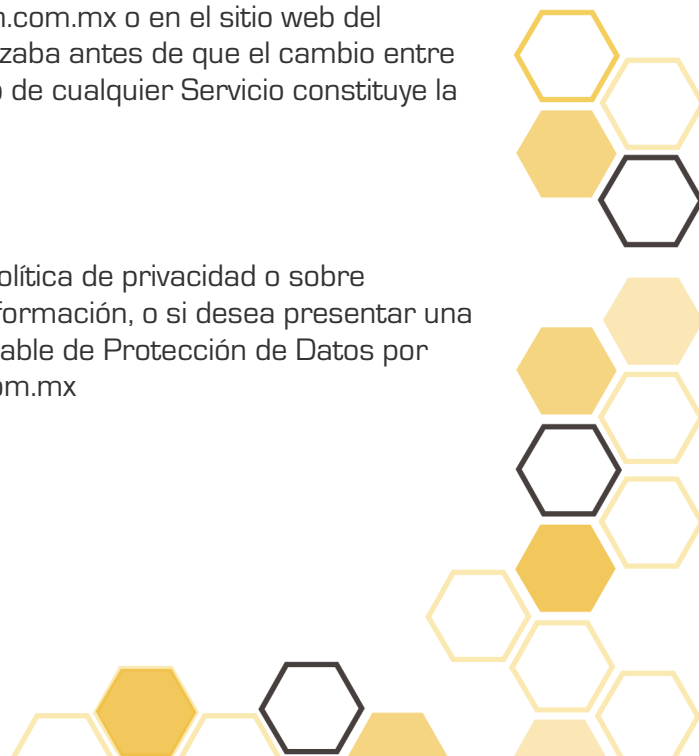 n.com.mx o en el sitio web del
zaba antes de que el cambio entre
o de cualquier Servicio constituye la
olítica de privacidad o sobre
formación, o si desea presentar una
able de Protección de Datos por
om.mx